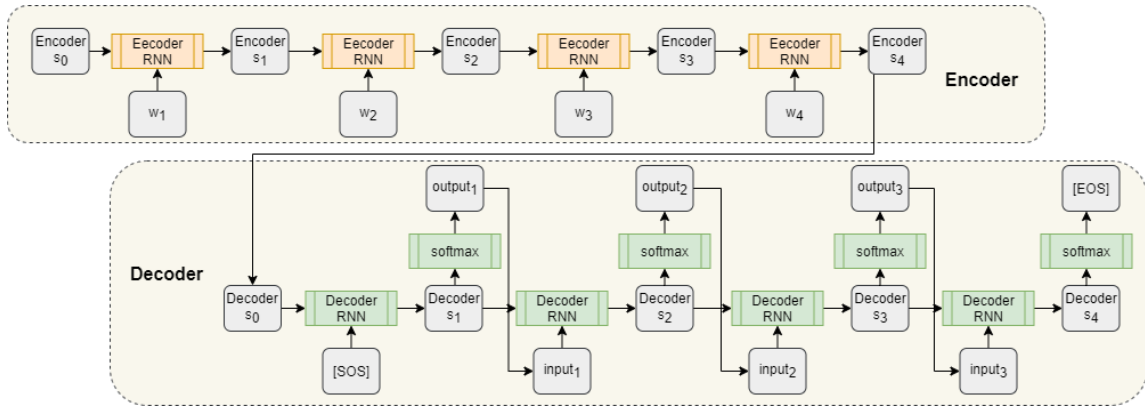 Encoder
s0
Eecoder
RNN
Encoder
s1
Eecoder
RNN
Encoder
s2
Eecoder
RNN
Encoder
s3
Eecoder
RNN
Encoder
s4
w1
w2
w3
w4
Encoder
output1
output2
output3
[EOS]
softmax
softmax
softmax
softmax
Decoder
Decoder
s0
Decoder
RNN
Decoder
s1
Decoder
RNN
Decoder
s2
Decoder
RNN
Decoder
s3
Decoder
RNN
Decoder
s4
[SOS]
input1
input2
input3